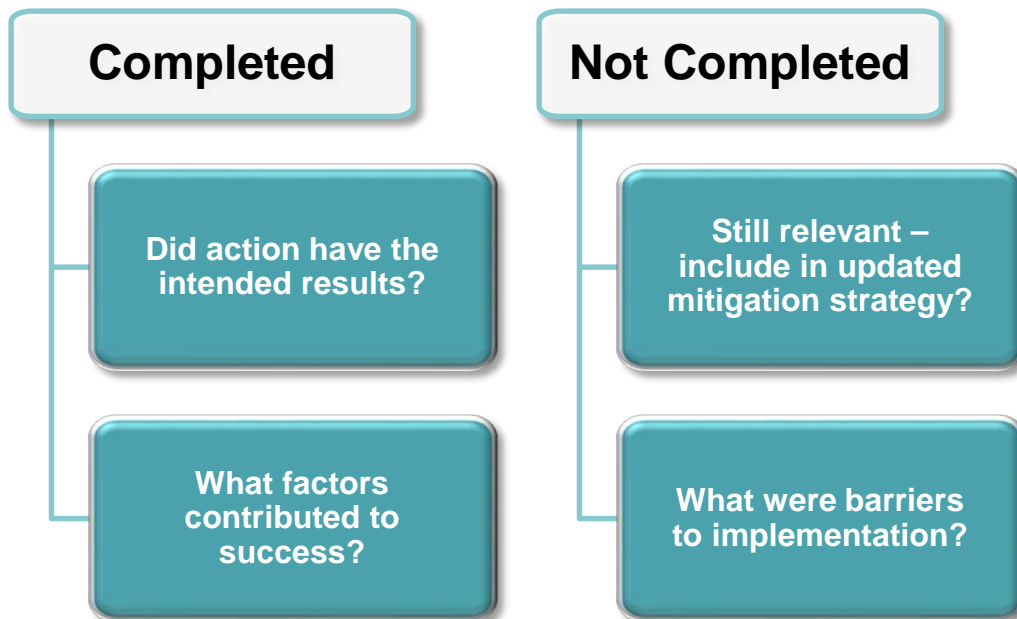 Completed
Did action have the
intended results?
What factors
contributed to
success?
Not Completed
Still relevant –
include in updated
mitigation strategy?
What were barriers
to implementation?